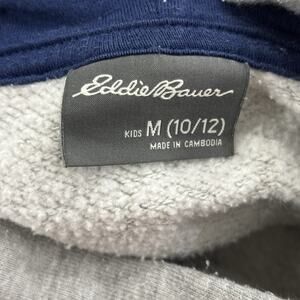 Eddie Bauer
KIDS M (10/12)
MADE IN CAMBODIA